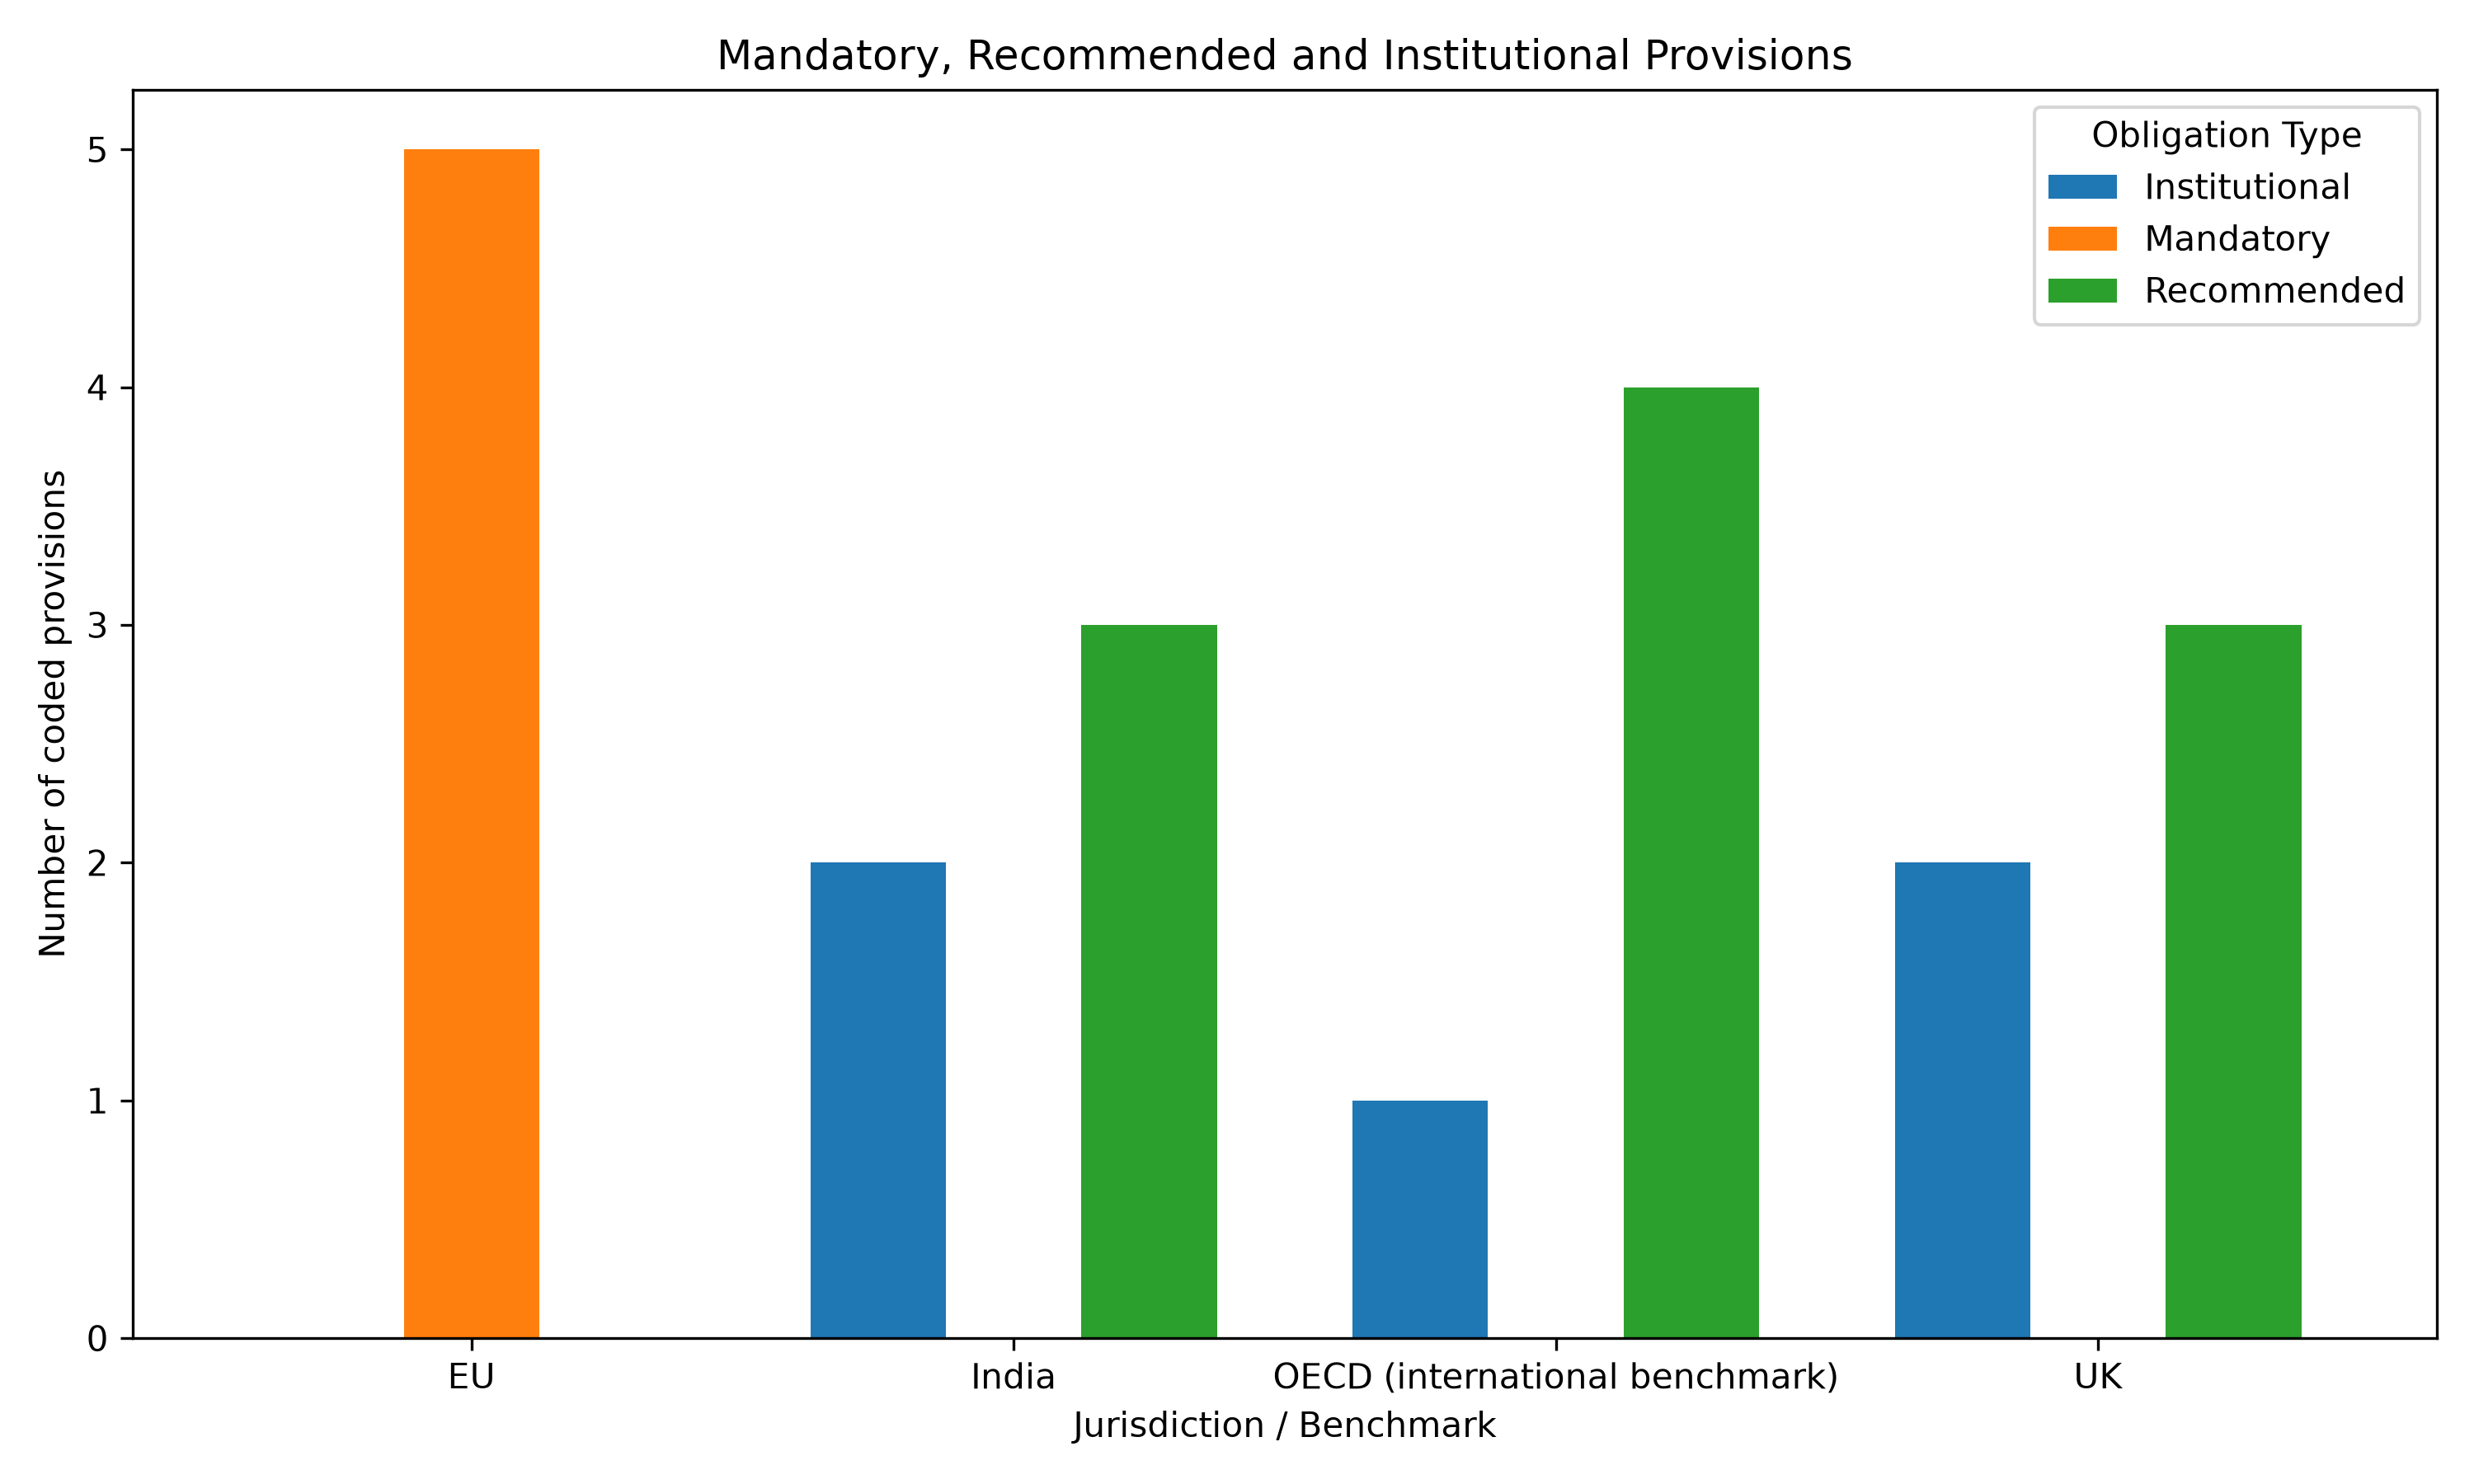 Mandatory, Recommended and Institutional Provisions
Obligation Type
Institutional
Mandatory
Recommended
Number of coded provisions
5
4
3
2
1
0
EU
India
OECD (international benchmark)
UK
Jurisdiction / Benchmark